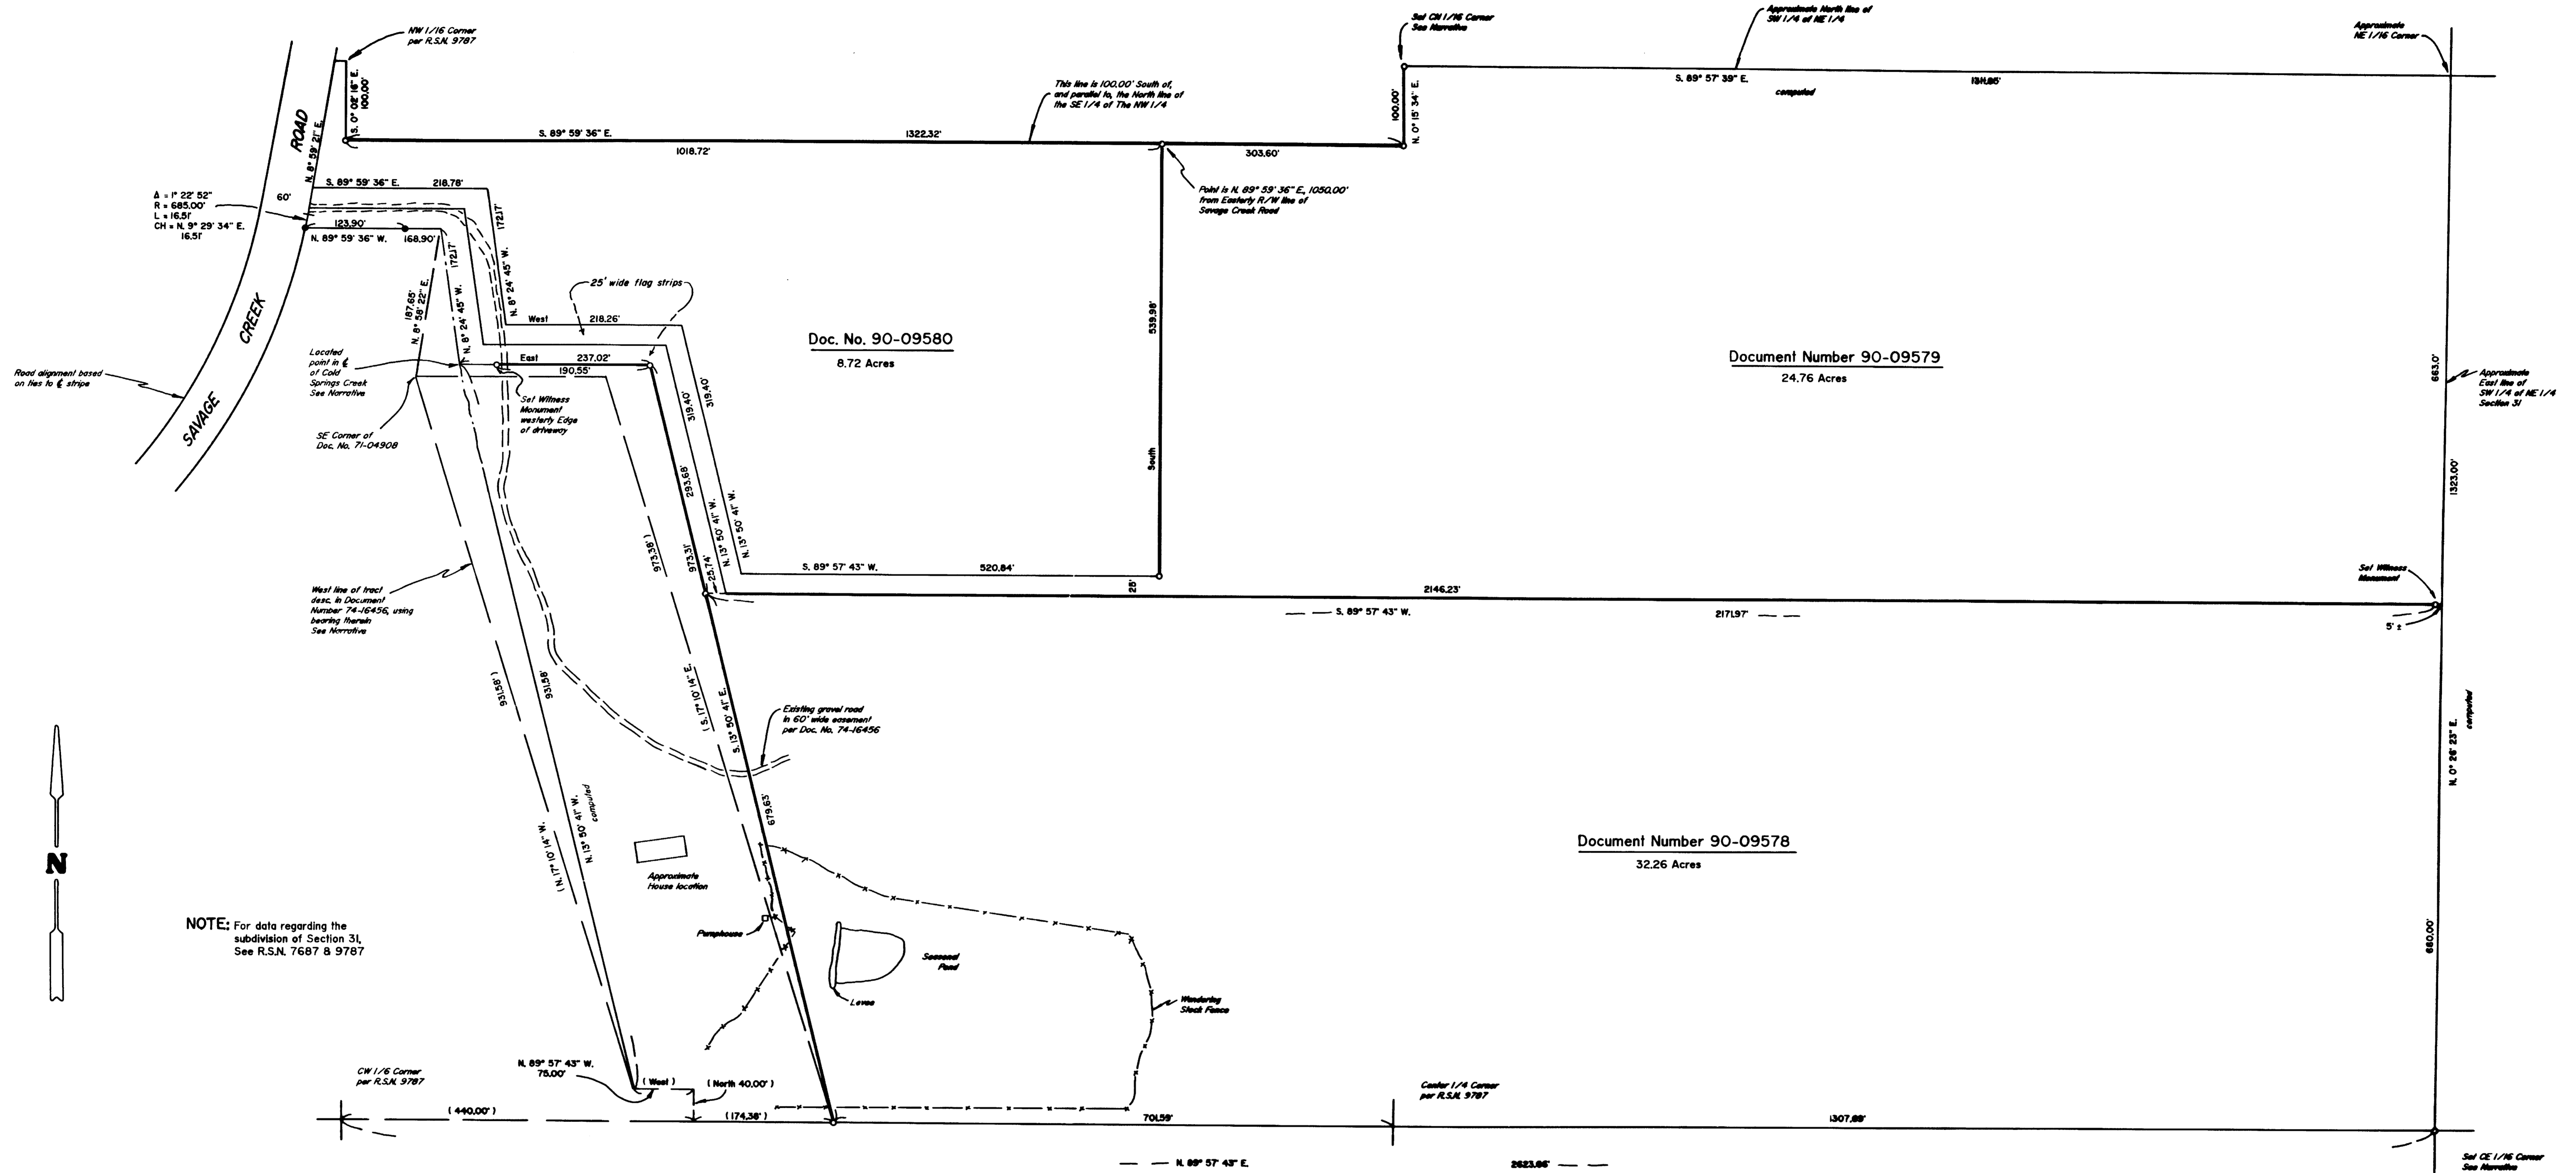 NW 1/16 Corner
per R.S.N. 9787
Set CN 1/16 Corner
See Narrative
Approximate North line of
SW 1/4 of NE 1/4
Approximate
NE 1/16 Corner
ROAD
N. 8° 59' 21" E.
S. 0° 02' 16" E.
100.00'
This line is 100.00' South of,
and parallel to, the North line of
the SE 1/4 of The NW 1/4
100.00'
N. 0° 15' 34" E.
S. 89° 57' 39" E.
1311.85'
computed
S. 89° 59' 36" E.
1322.32'
1018.72'
303.60'
Point is N. 89° 59' 36" E., 1050.00'
from Easterly R/W line of
Savage Creek Road
Δ = 1° 22' 52"
R = 685.00'
L = 16.51'
CH = N. 9° 29' 34" E.
16.51'
60'
S. 89° 59' 36" E.
218.78'
123.90'
N. 89° 59' 36" W.
168.90'
172.17'
N. 8° 24' 45" W.
172.17'
N. 8° 24' 45" W.
187.65'
N. 8° 58' 22" E.
25' wide flag strips
West
218.26'
Doc. No. 90-09580
8.72 Acres
539.98'
South
Document Number 90-09579
24.76 Acres
663.0'
Approximate
East line of
SW 1/4 of NE 1/4
Section 31
1323.00'
CREEK
SAVAGE
Road alignment based
on ties to ℄ stripe
Located
point in ℄
of Cold
Springs Creek
See Narrative
East
237.02'
190.55'
Set Witness
Monument
westerly Edge
of driveway
SE Corner of
Doc. No. 71-04908
319.40'
319.40'
293.68'
N. 13° 50' 41" W.
N. 13° 50' 41" W.
973.38')
973.31'
25.74'
S. 89° 57' 43" W.
520.84'
25'
2146.23'
S. 89° 57' 43" W.
2171.97'
Set Witness
Monument
5' ±
West line of tract
desc. in Document
Number 74-16456, using
bearing therein
See Narrative
931.58')
931.58'
(S. 17° 10' 14" E.
S. 13° 50' 41" E.
Existing gravel road
in 60' wide easement
per Doc. No. 74-16456
N. 0° 26' 23" E.
computed
(N. 17° 10' 14" W.
N. 13° 50' 41" W.
computed
679.63'
Approximate
House location
Document Number 90-09578
32.26 Acres
N
NOTE: For data regarding the
subdivision of Section 31,
See R.S.N. 7687 & 9787
Pumphouse
Seasonal
Pond
Levee
Wandering
Stock Fence
660.00'
CW 1/6 Corner
per R.S.N. 9787
N. 89° 57' 43" W.
75.00'
( West )
( North 40.00' )
Center 1/4 Corner
per R.S.N. 9787
( 440.00' )
( 174.38' )
701.59'
1307.89'
N. 89° 57' 43" E.
2623.86'
Set CE 1/16 Corner
See Narrative